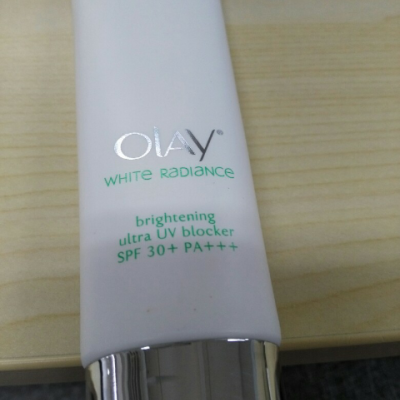 OLAY®
WHITE RADIANCE
brightening
ultra UV blocker
SPF 30+ PA+++